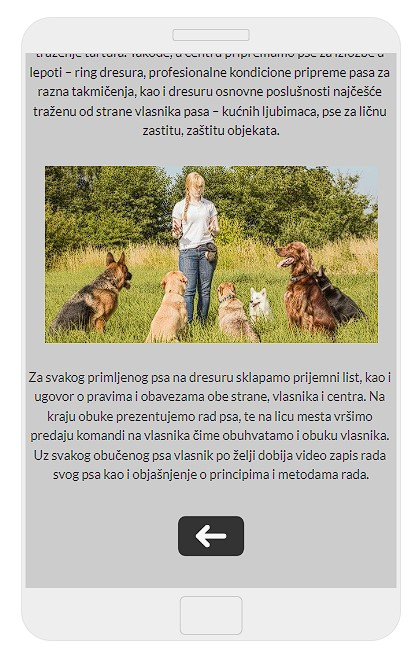 traženje tartufa. Takođe, u centru pripremamo pse za izložbe u
lepoti – ring dresura, profesionalne kondicione pripreme pasa za
razna takmičenja, kao i dresuru osnovne poslušnosti najčešće
traženu od strane vlasnika pasa – kućnih ljubimaca, pse za ličnu
zastitu, zaštitu objekata.
Za svakog primljenog psa na dresuru sklapamo prijemni list, kao i
ugovor o pravima i obavezama obe strane, vlasnika i centra. Na
kraju obuke prezentujemo rad psa, te na licu mesta vršimo
predaju komandi na vlasnika čime obuhvatamo i obuku vlasnika.
Uz svakog obučenog psa vlasnik po želji dobija video zapis rada
svog psa kao i objašnjenje o principima i metodama rada.